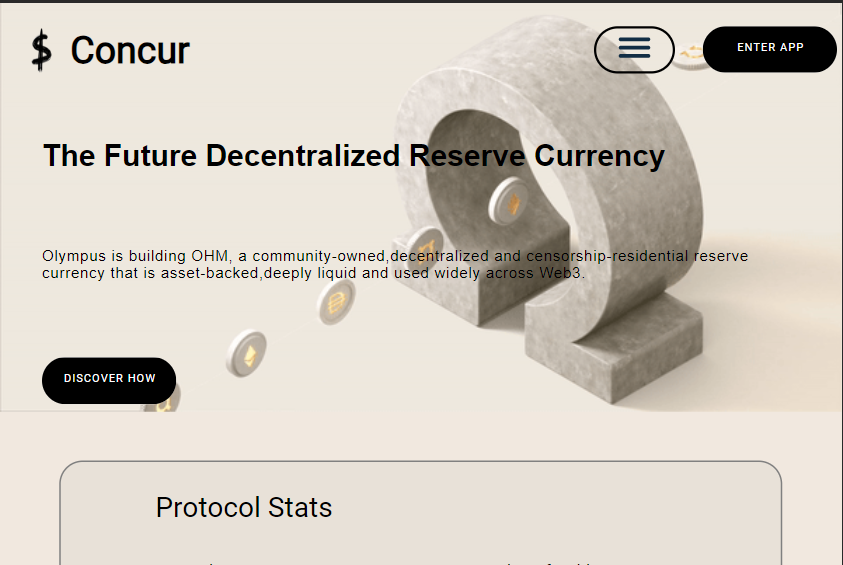 $ Concur
ENTER APP
The Future Decentralized Reserve Currency
Olympus is building OHM, a community-owned,decentralized and censorship-residential reserve
currency that is asset-backed,deeply liquid and used widely across Web3.
DISCOVER HOW
Protocol Stats